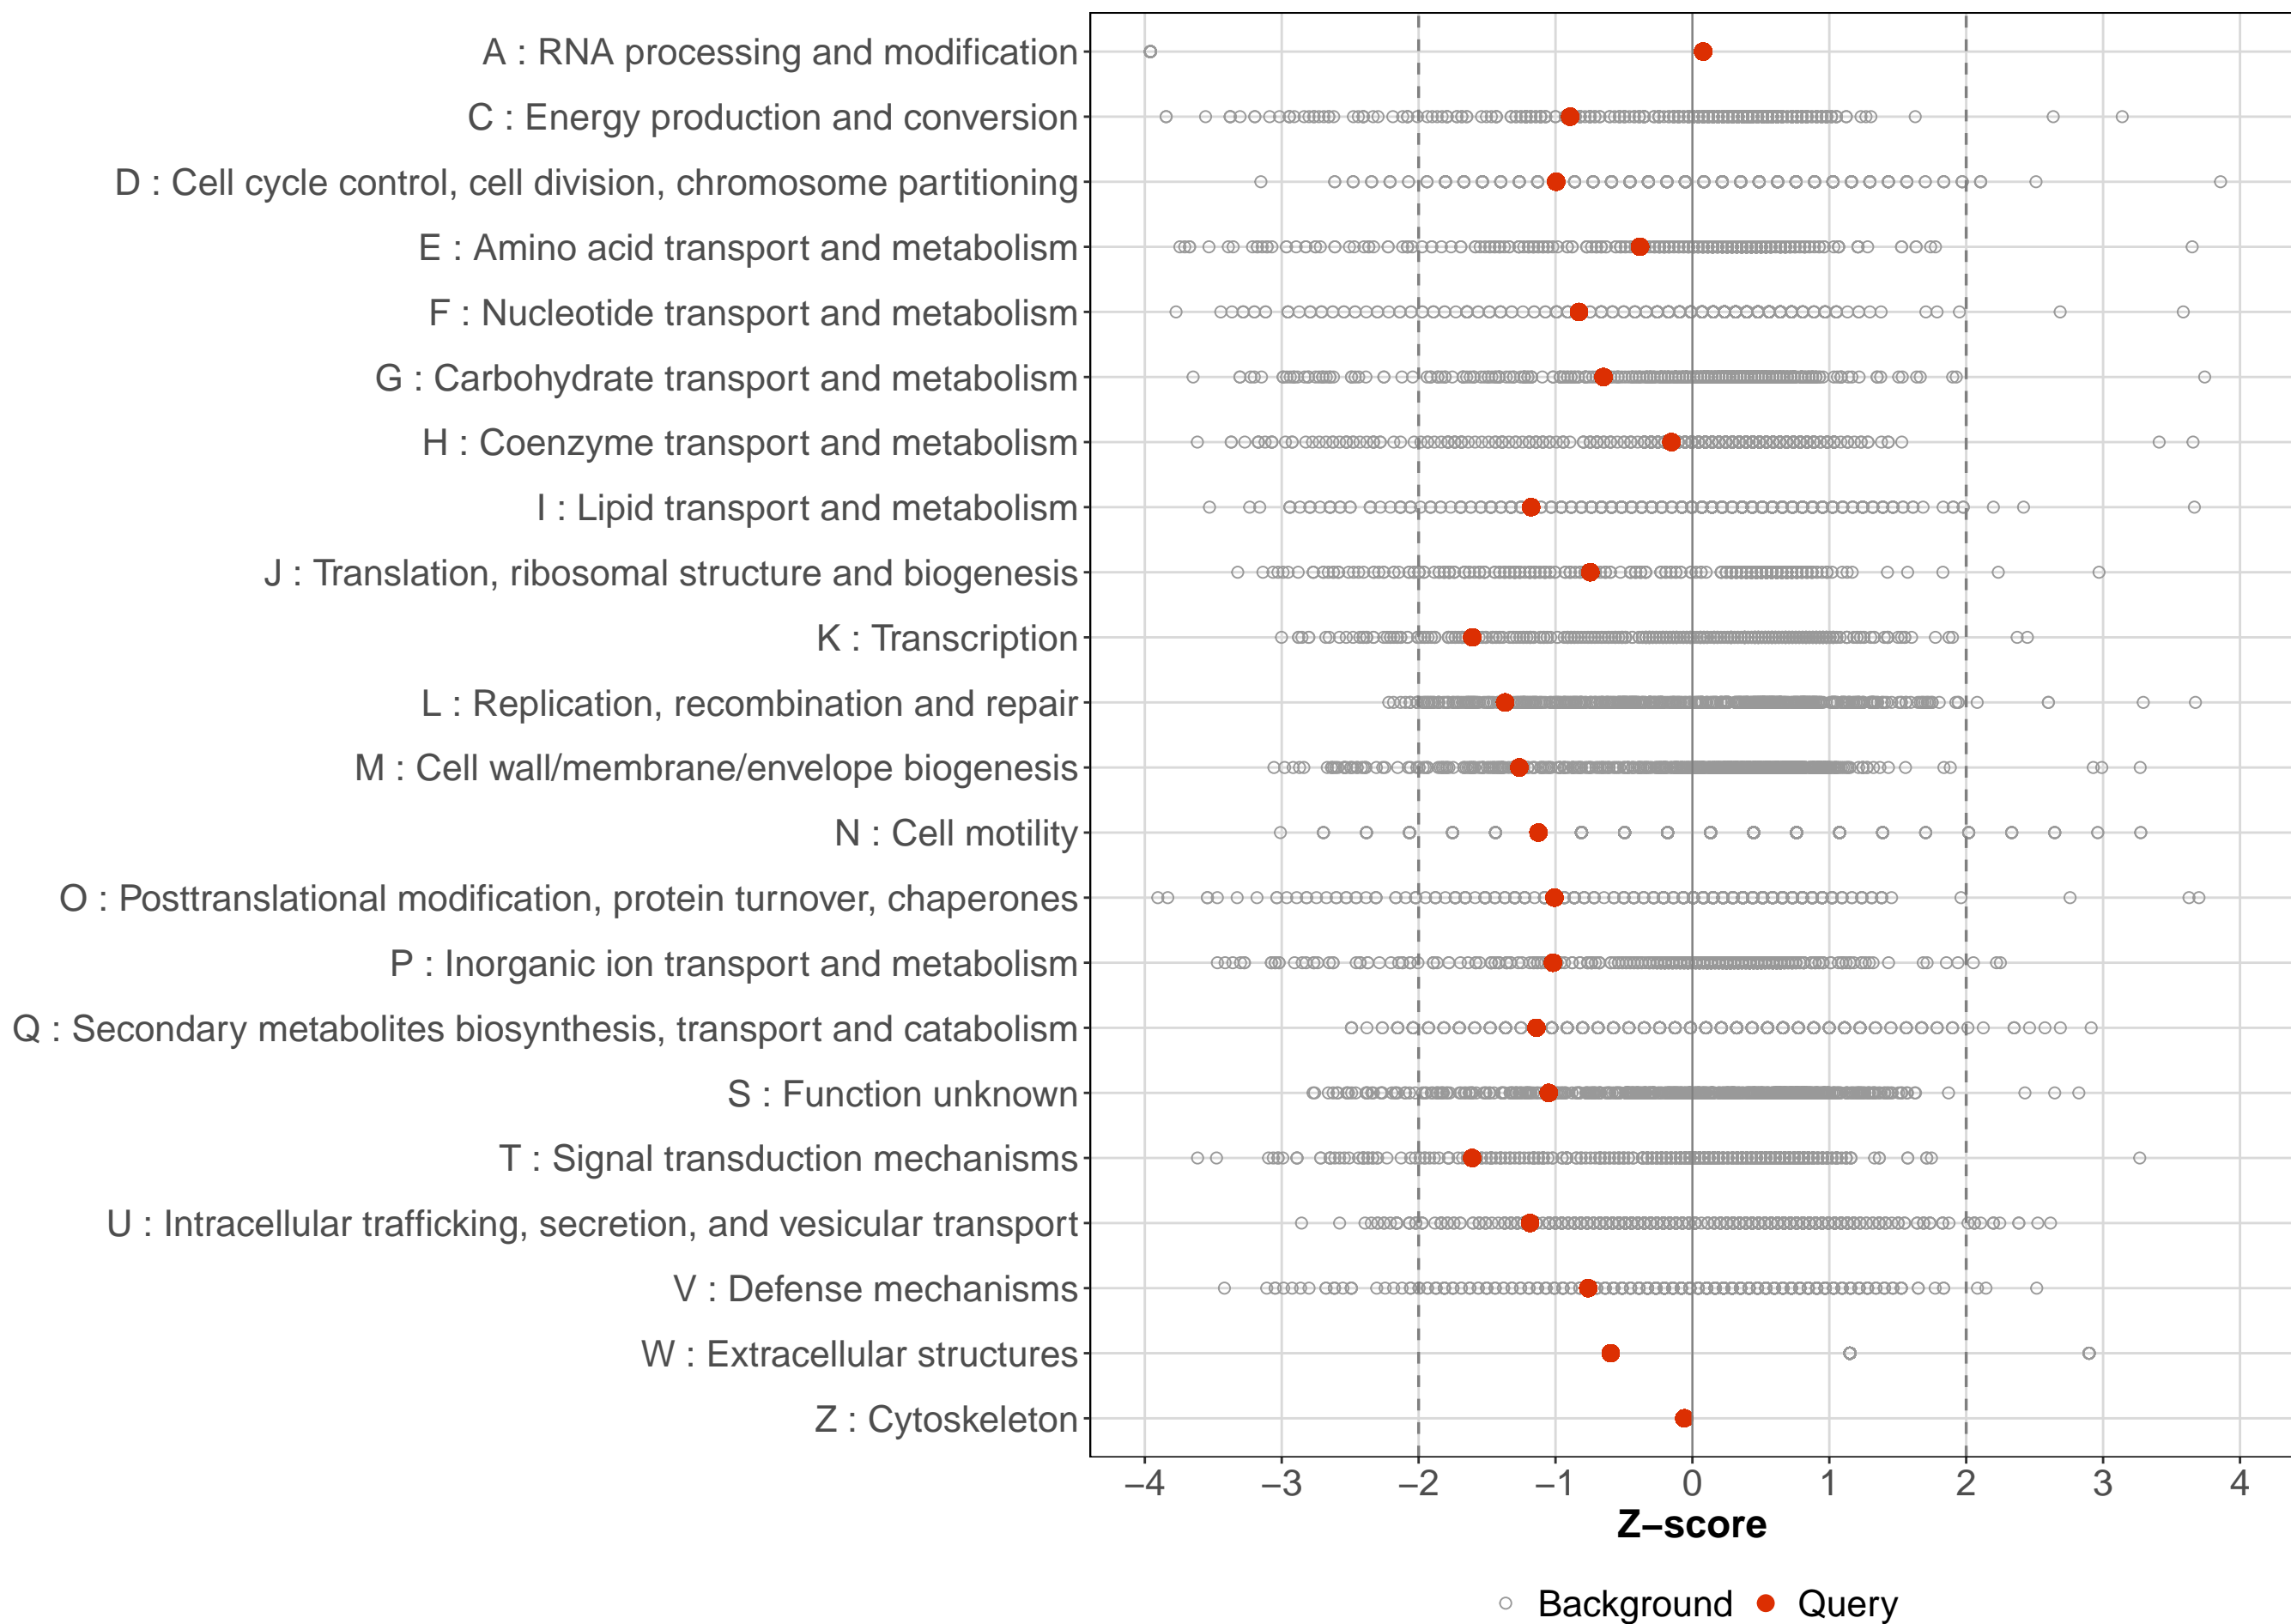 A : RNA processing and modification
C : Energy production and conversion
D : Cell cycle control, cell division, chromosome partitioning
E : Amino acid transport and metabolism
F : Nucleotide transport and metabolism
G : Carbohydrate transport and metabolism
H : Coenzyme transport and metabolism
I : Lipid transport and metabolism
J : Translation, ribosomal structure and biogenesis
K : Transcription
L : Replication, recombination and repair
M : Cell wall/membrane/envelope biogenesis
N : Cell motility
O : Posttranslational modification, protein turnover, chaperones
P : Inorganic ion transport and metabolism
Q : Secondary metabolites biosynthesis, transport and catabolism
S : Function unknown
T : Signal transduction mechanisms
U : Intracellular trafficking, secretion, and vesicular transport
V : Defense mechanisms
W : Extracellular structures
Z : Cytoskeleton
−4 −3 −2 −1 0 1 2 3 4
Z−score
Background Query